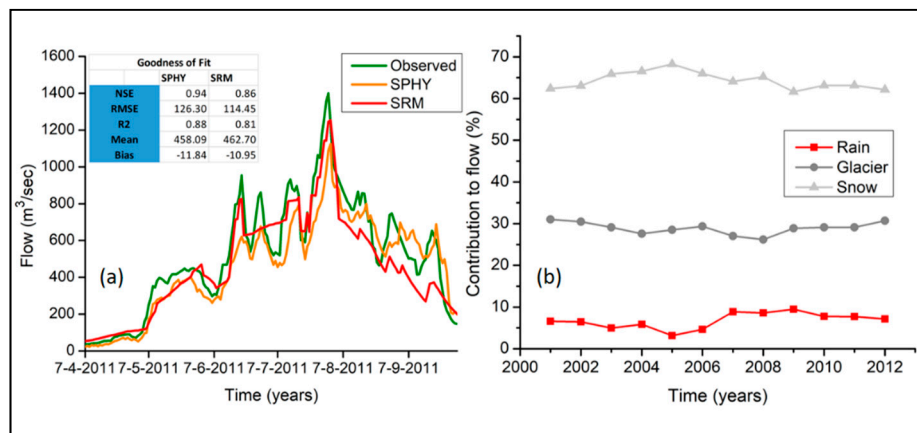 Goodness of Fit
SPHY SRM
NSE 0.94 0.86
RMSE 126.30 114.45
R2 0.88 0.81
Mean 458.09 462.70
Bias -11.84 -10.95
Observed
SPHY
SRM
Flow (m³/sec)
1600
1400
1200
1000
800
600
400
200
0
(a)
7-4-2011 7-5-2011 7-6-2011 7-7-2011 7-8-2011 7-9-2011
Time (years)
Contribution to flow (%)
70
60
50
40
30
20
10
0
Rain
Glacier
Snow
(b)
2000 2002 2004 2006 2008 2010 2012
Time (years)